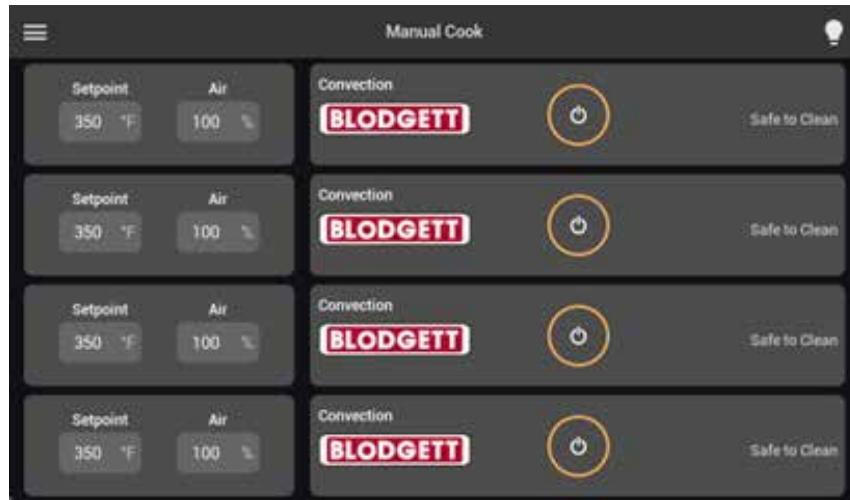 Manual Cook
Setpoint Air
350 °F 100 %
Convection
BLODGETT
Safe to Clean
Setpoint Air
350 °F 100 %
Convection
BLODGETT
Safe to Clean
Setpoint Air
350 °F 100 %
Convection
BLODGETT
Safe to Clean
Setpoint Air
350 °F 100 %
Convection
BLODGETT
Safe to Clean